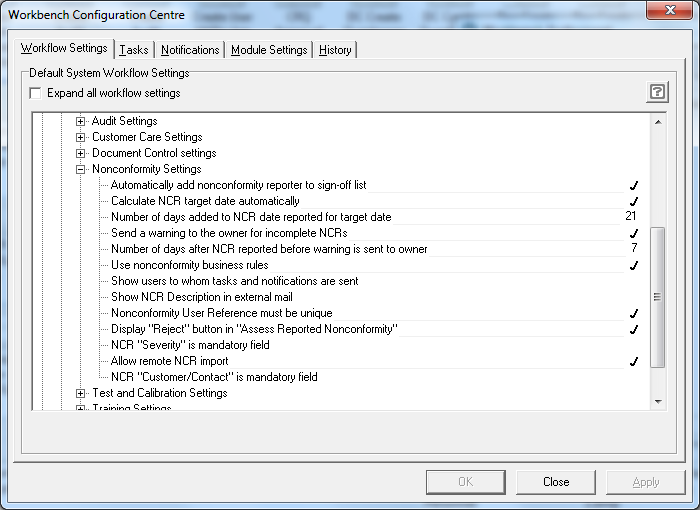 Workbench Configuration Centre
Workflow Settings Tasks Notifications Module Settings History
Default System Workflow Settings
Expand all workflow settings
?
Audit Settings
Customer Care Settings
Document Control settings
Nonconformity Settings
Automatically add nonconformity reporter to sign-off list
Calculate NCR target date automatically
Number of days added to NCR date reported for target date 21
Send a warning to the owner for incomplete NCRs
Number of days after NCR reported before warning is sent to owner 7
Use nonconformity business rules
Show users to whom tasks and notifications are sent
Show NCR Description in external mail
Nonconformity User Reference must be unique
Display "Reject" button in "Assess Reported Nonconformity"
NCR "Severity" is mandatory field
Allow remote NCR import
NCR "Customer/Contact" is mandatory field
Test and Calibration Settings
Training Settings
OK Close Apply